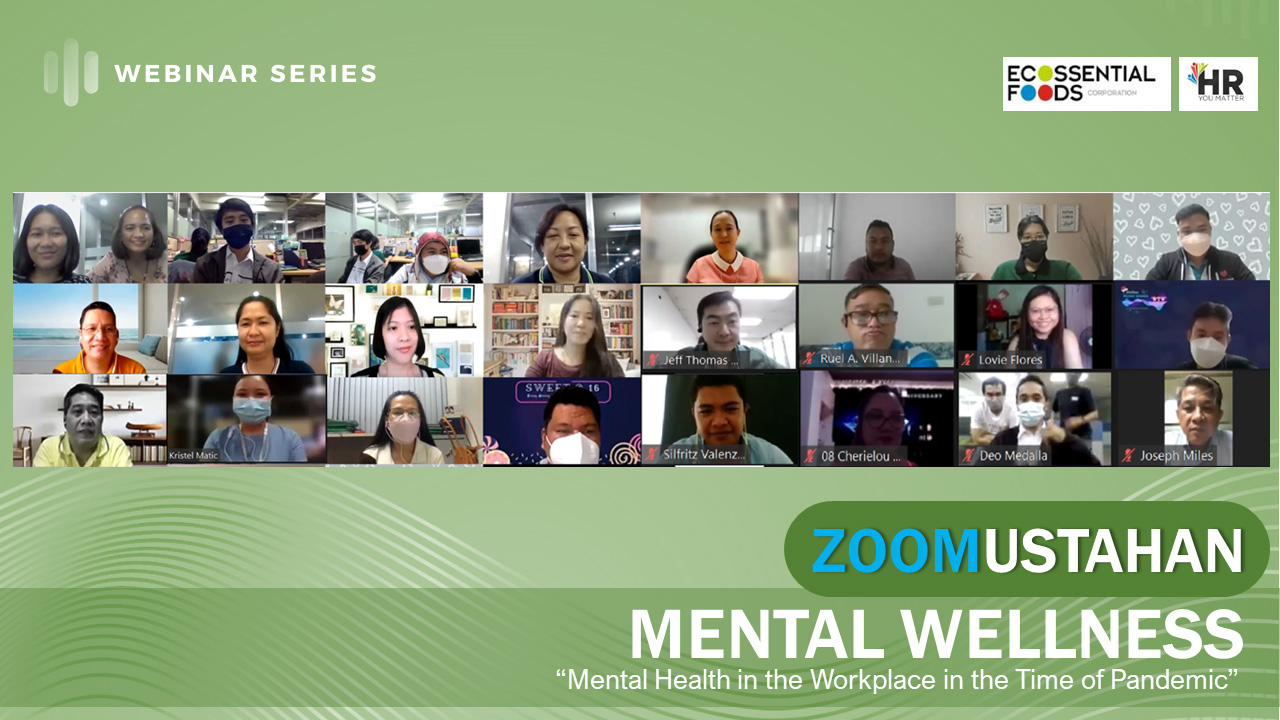 WEBINAR SERIES
ECOSSENTIAL
FOODS CORPORATION
HR
YOU MATTER
Jeff Thomas ...
Ruel A. Villan...
Lovie Flores
Kristel Matic
SWEET @ 16
Silfritz Valenz...
08 Cherielou ...
Deo Medalla
Joseph Miles
ZOOMUSTAHAN
MENTAL WELLNESS
“Mental Health in the Workplace in the Time of Pandemic”